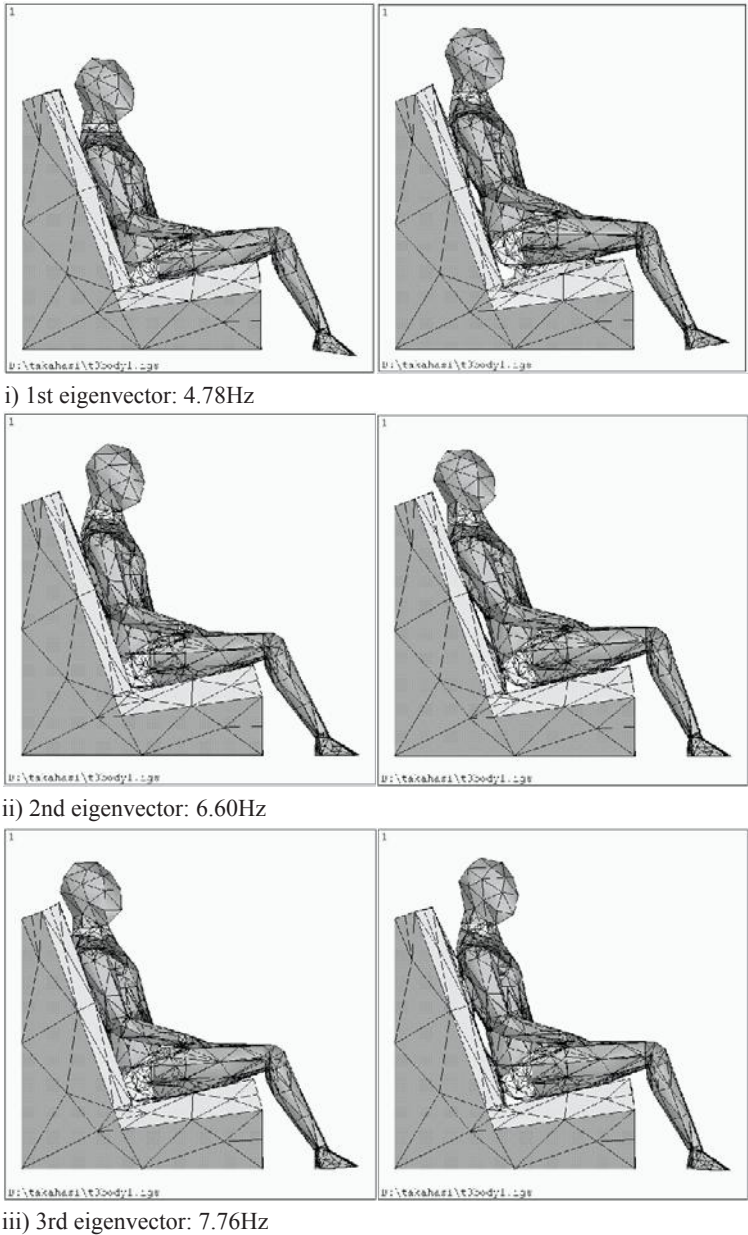 1
1
D:\takahasi\t3body1.igs
D:\takahasi\t3body1.igs
i) 1st eigenvector: 4.78Hz
1
1
D:\takahasi\t3body1.igs
D:\takahasi\t3body1.igs
ii) 2nd eigenvector: 6.60Hz
1
1
D:\takahasi\t3body1.igs
D:\takahasi\t3body1.igs
iii) 3rd eigenvector: 7.76Hz